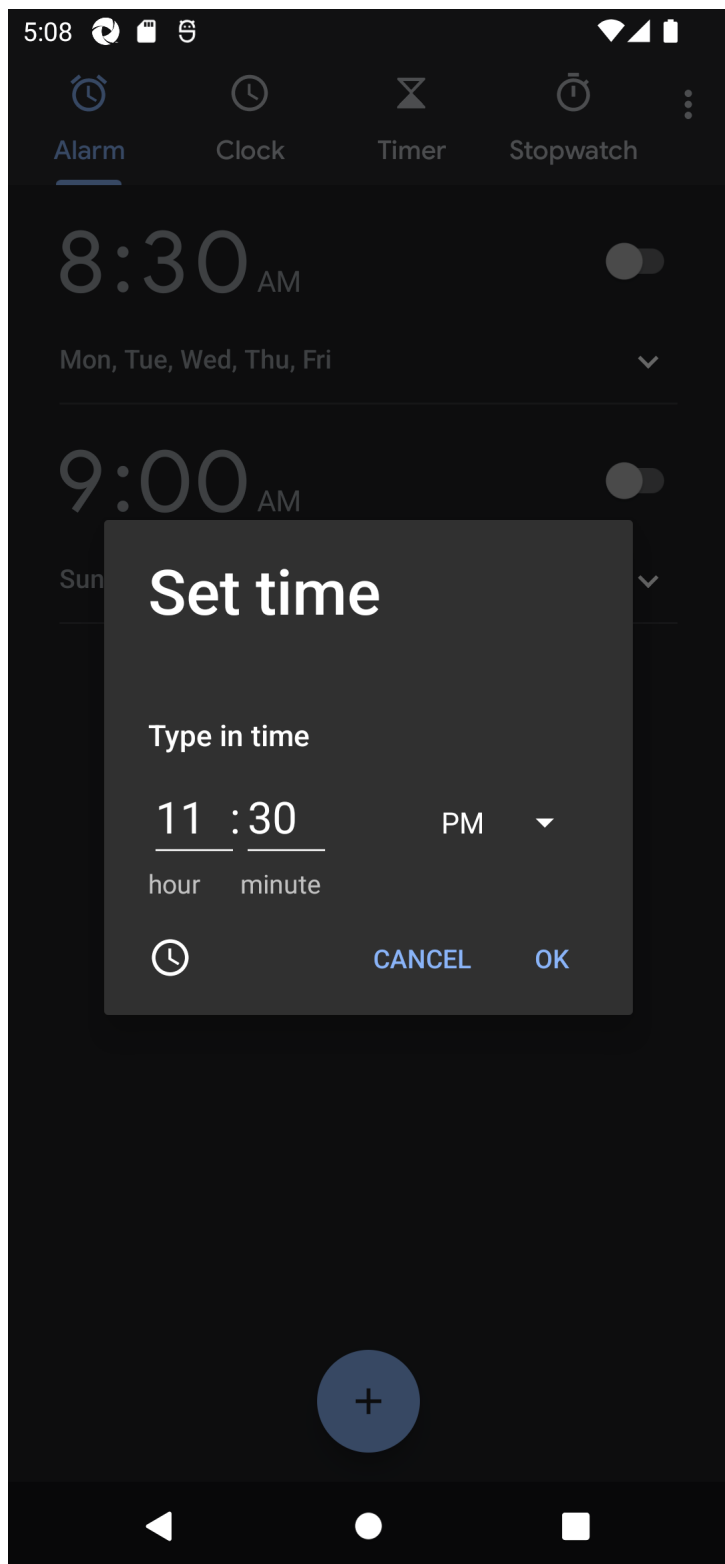 5:08
Alarm
Clock
Timer
Stopwatch
8:30 AM
Mon, Tue, Wed, Thu, Fri
9:00 AM
Sun
Set time
Type in time
11 : 30 PM
hour minute
CANCEL OK